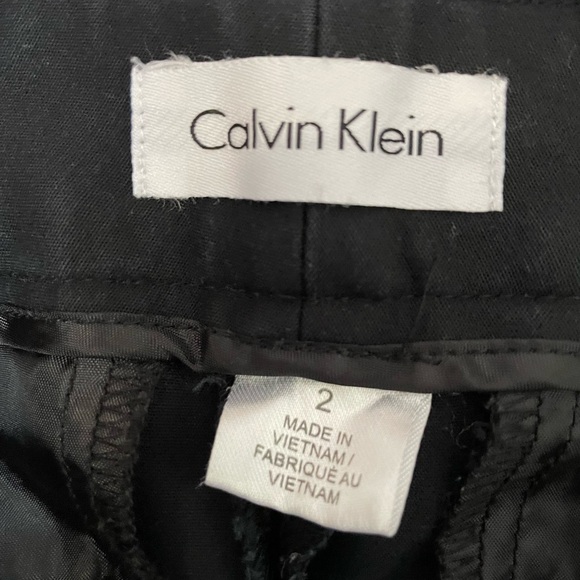 Calvin Klein
2
MADE IN
VIETNAM/
FABRIQUÉ AU
VIETNAM